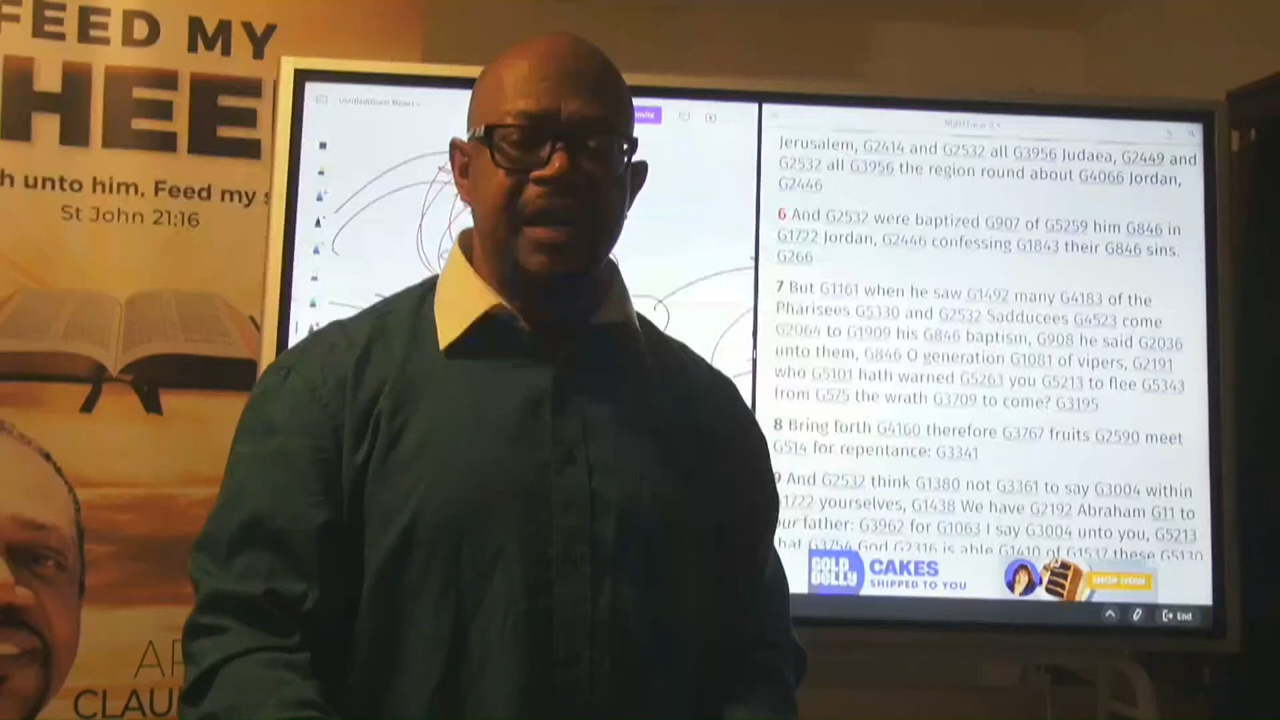 FEED MY
HEE
h unto him. Feed my
St John 21:16
CLAU
Jerusalem, G2414 and G2532 all G3956 Judaea, G2449 and
G2532 all G3956 the region round about G4066 Jordan,
G2446
6 And G2532 were baptized G907 of G5259 him G846 in
G1722 Jordan, G2446 confessing G1843 their G846 sins.
G266
7 But G1161 when he saw G1492 many G4183 of the
Pharisees G5330 and G2532 Sadducees G4523 come
G2064 to G1909 his G846 baptism, G908 he said G2036
unto them, G846 O generation G1081 of vipers, G2191
who G5101 hath warned G5263 you G5213 to flee G5343
from G575 the wrath G3709 to come? G3195
8 Bring forth G4160 therefore G3767 fruits G2590 meet
G514 for repentance: G3341
9 And G2532 think G1380 not G3361 to say G3004 within
G1722 yourselves, G1438 We have G2192 Abraham G11 to
our father: G3962 for G1063 I say G3004 unto you, G5213
hat G3754 God G2316 is able G1410 of G1537 these G5130
GOLD
BELLY
CAKES
SHIPPED TO YOU
SHOP NOW
End